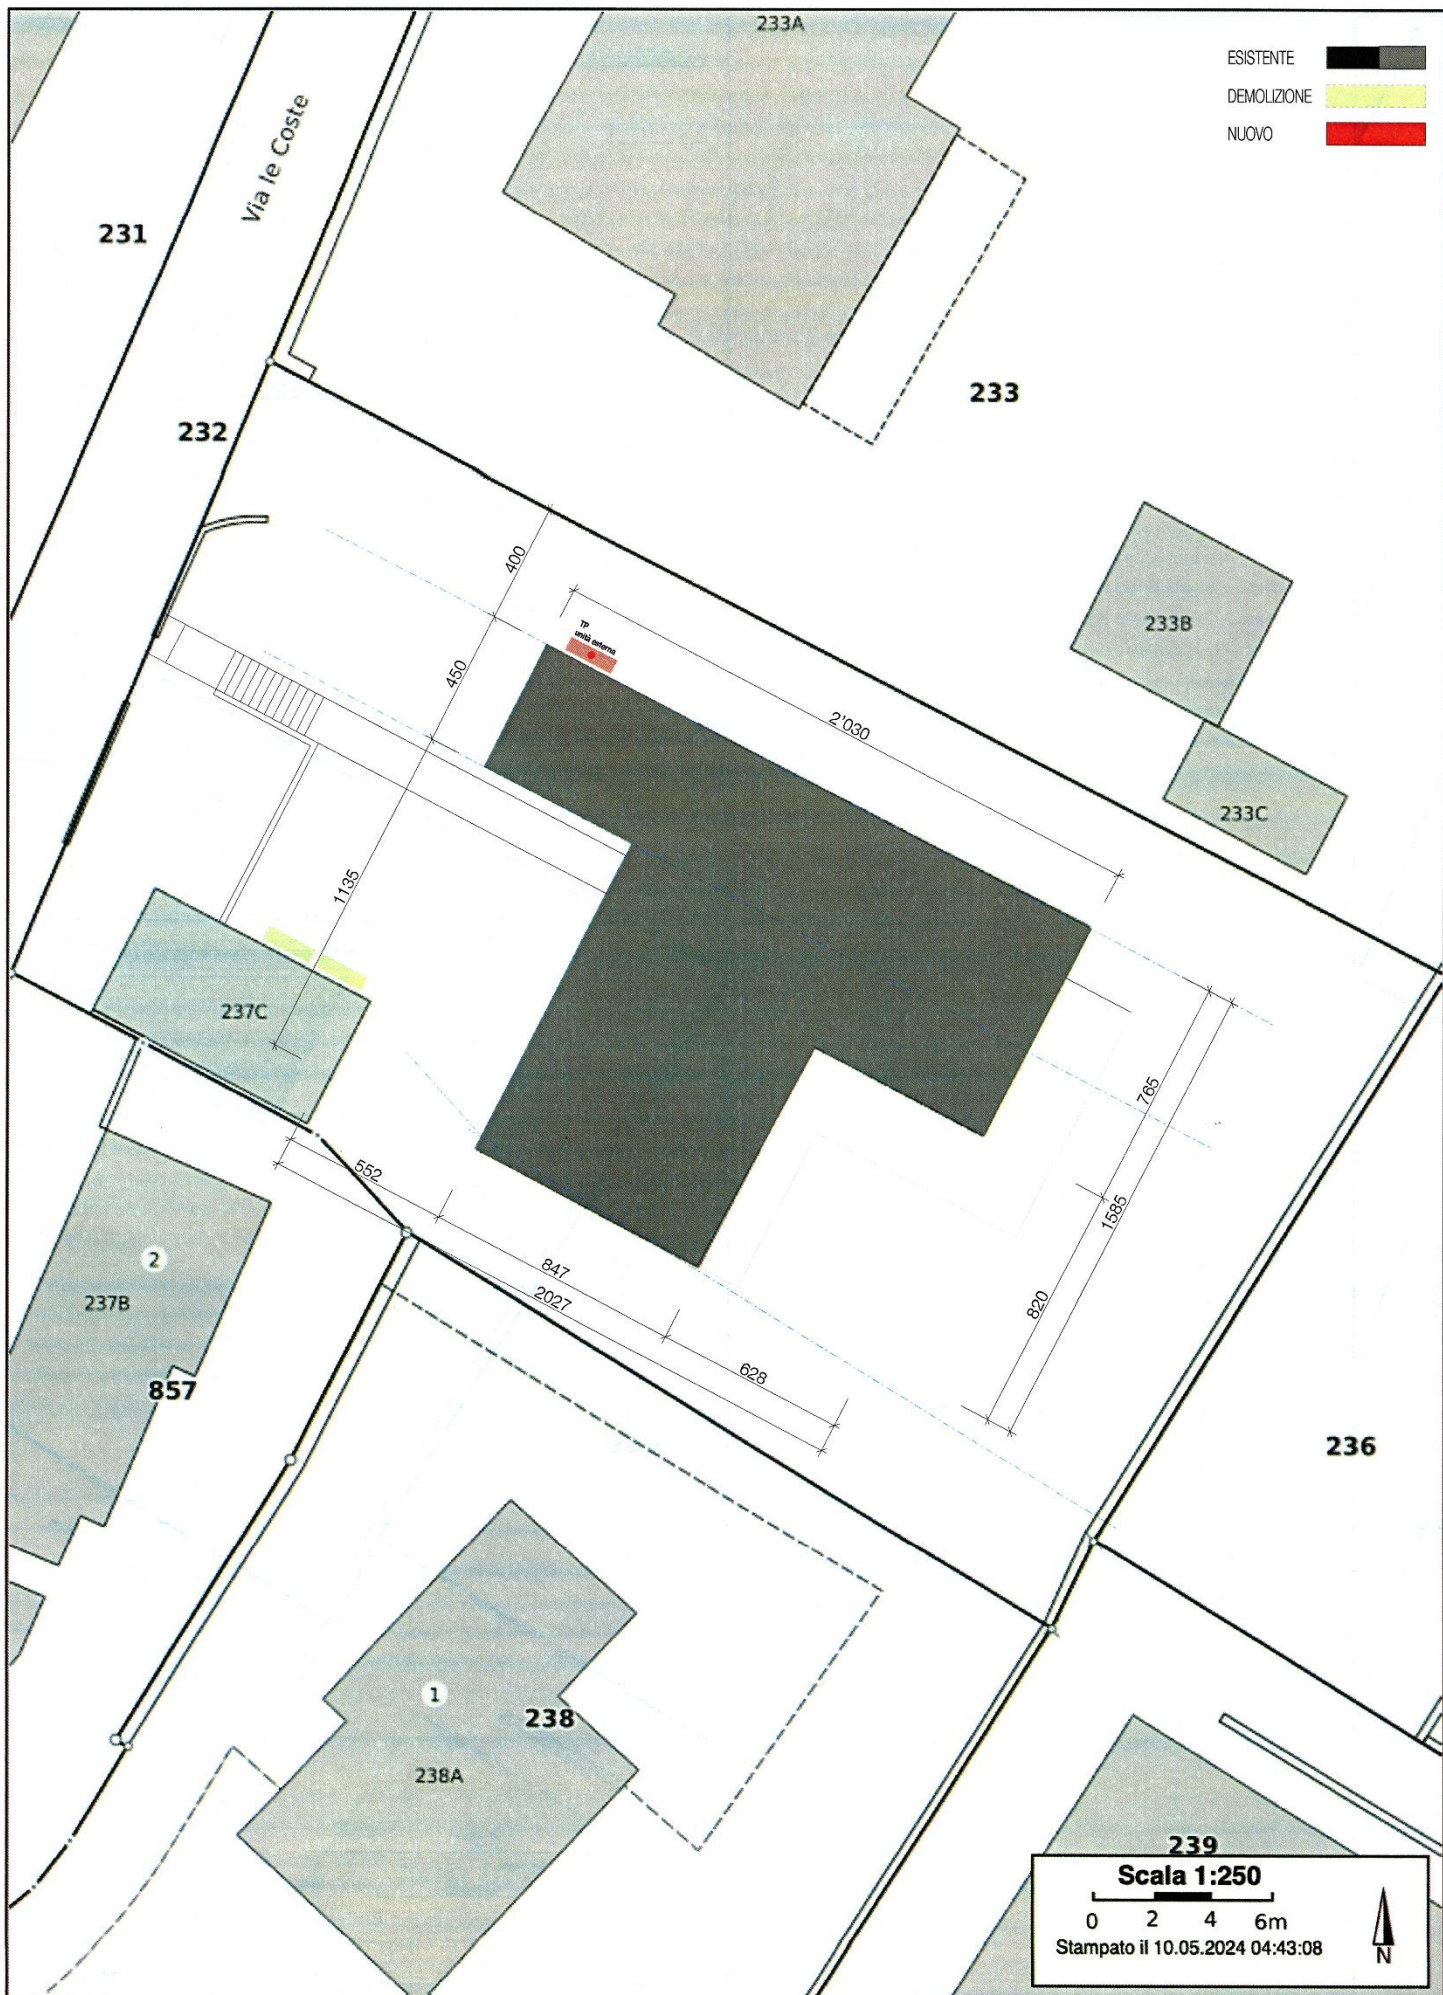 233A
ESISTENTE
DEMOLIZIONE
NUOVO
Via le Coste
231
233
232
400
TP
unità esterna
450
2'030
233B
233C
1135
237C
765
1585
820
552
847
2027
628
2
237B
857
236
1
238
238A
239
Scala 1:250
0 2 4 6m
Stampato il 10.05.2024 04:43:08
N